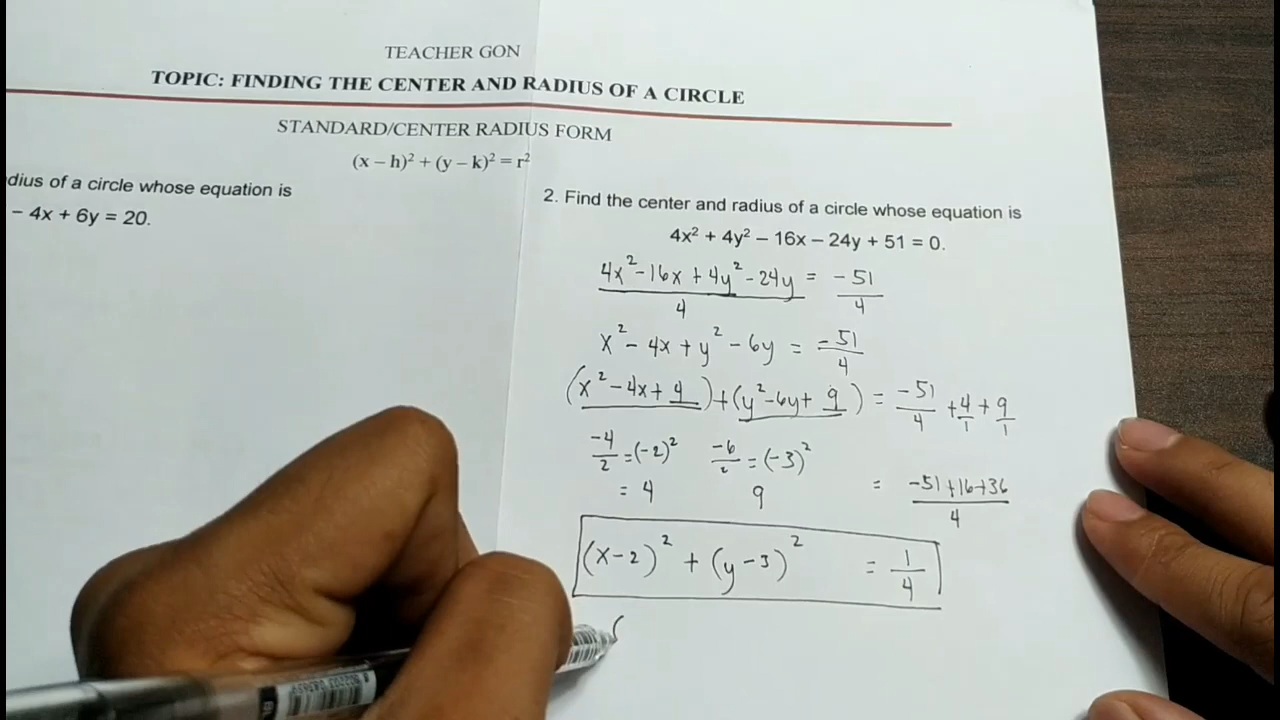 TEACHER GON
TOPIC: FINDING THE CENTER AND RADIUS OF A CIRCLE
STANDARD/CENTER RADIUS FORM
(x – h)² + (y – k)² = r²
dius of a circle whose equation is
– 4x + 6y = 20.
2. Find the center and radius of a circle whose equation is
4x² + 4y² – 16x – 24y + 51 = 0.
4x² - 16x + 4y² - 24y = -51
4 4
x² - 4x + y² - 6y = -51
4
(x² - 4x + 4) + (y² - 6y + 9) = -51/4 + 4/1 + 9/1
-4/2 = (-2)² -6/2 = (-3)²
= 4 9 = -51+16+36
4
(x-2)² + (y-3)² = 1/4
(